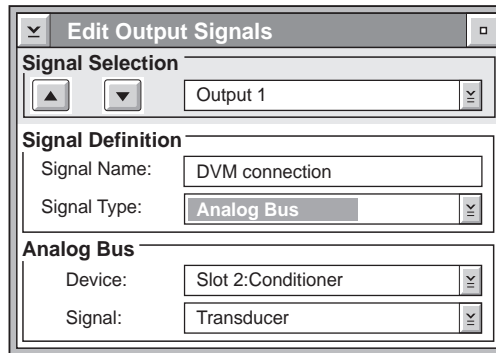 Edit Output Signals
Signal Selection
Output 1
Signal Definition
Signal Name: DVM connection
Signal Type: Analog Bus
Analog Bus
Device: Slot 2:Conditioner
Signal: Transducer